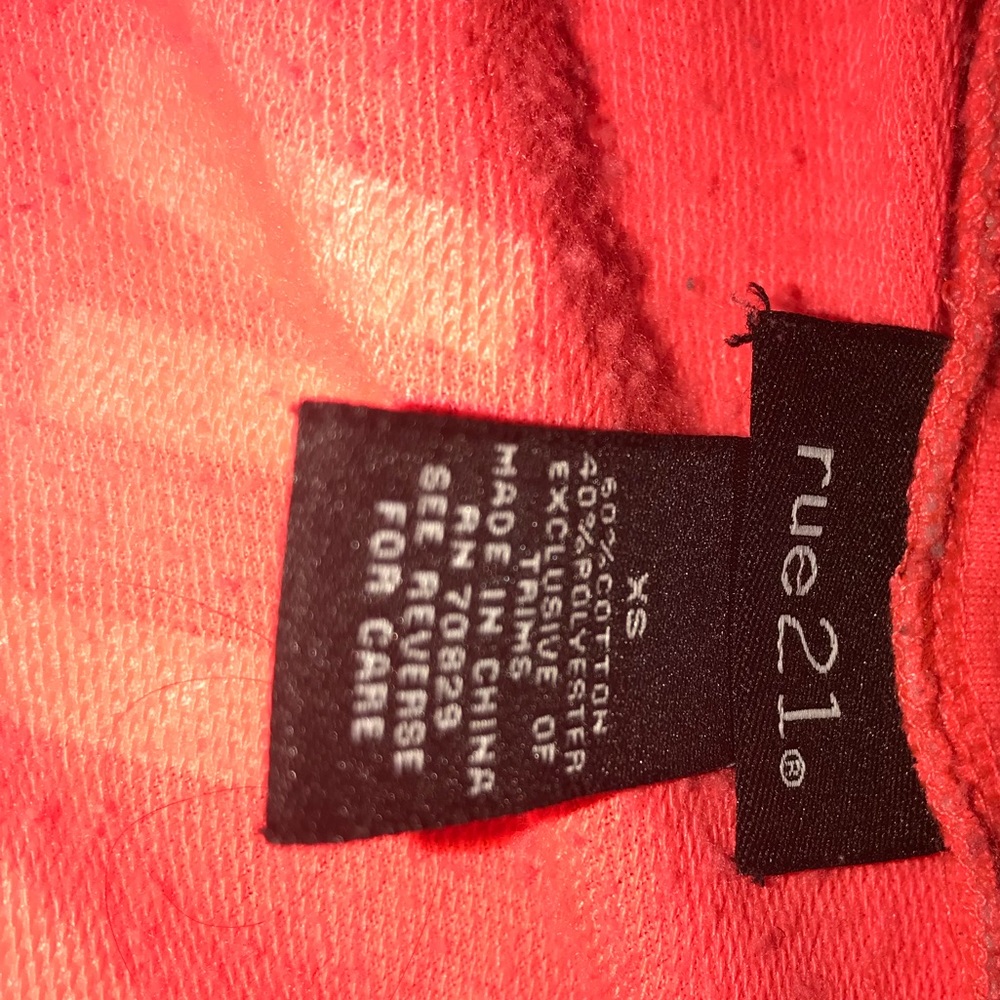 rue21®
XS
60%COTTON
40%POLYESTER
EXCLUSIVE OF
TRIMS
MADE IN CHINA
RN 70829
SEE REVERSE
FOR CARE